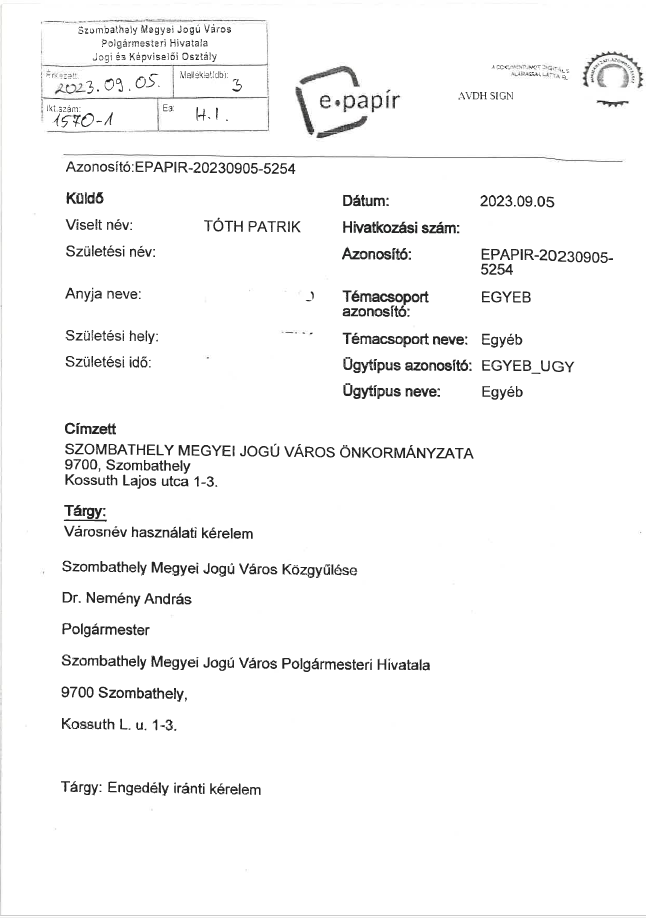 Szombathely Megyei Jogú Város
Polgármesteri Hivatala
Jogi és Képviselői Osztály
Érkezett: 2023.09.05.
Melléklet(db): 3
Ikt.szám: 1570-1
Ea: H.I.
e-papír
A DOKUMENTUMOT DIGITÁLIS
ALÁÍRÁSSAL LÁTTA EL
AVDH SIGN
Azonosító:EPAPIR-20230905-5254
Küldő
Viselt név: TÓTH PATRIK
Születési név:
Anyja neve:
Születési hely:
Születési idő:
Dátum: 2023.09.05
Hivatkozási szám:
Azonosító: EPAPIR-20230905-
5254
Témacsoport EGYEB
azonosító:
Témacsoport neve: Egyéb
Ügytípus azonosító: EGYEB_UGY
Ügytípus neve: Egyéb
Címzett
SZOMBATHELY MEGYEI JOGÚ VÁROS ÖNKORMÁNYZATA
9700, Szombathely
Kossuth Lajos utca 1-3.
Tárgy:
Városnév használati kérelem
Szombathely Megyei Jogú Város Közgyűlése
Dr. Nemény András
Polgármester
Szombathely Megyei Jogú Város Polgármesteri Hivatala
9700 Szombathely,
Kossuth L. u. 1-3.
Tárgy: Engedély iránti kérelem